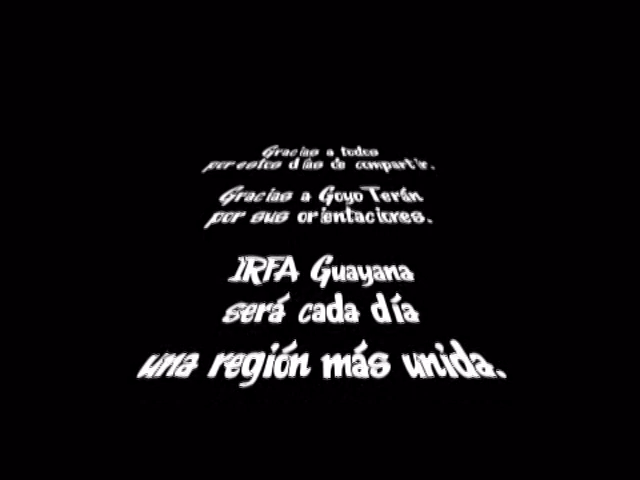 Gracias a todos
por estos días de compartir.
Gracias a Goyo Terán
por sus orientaciones.
IRFA Guayana
será cada día
una región más unida.